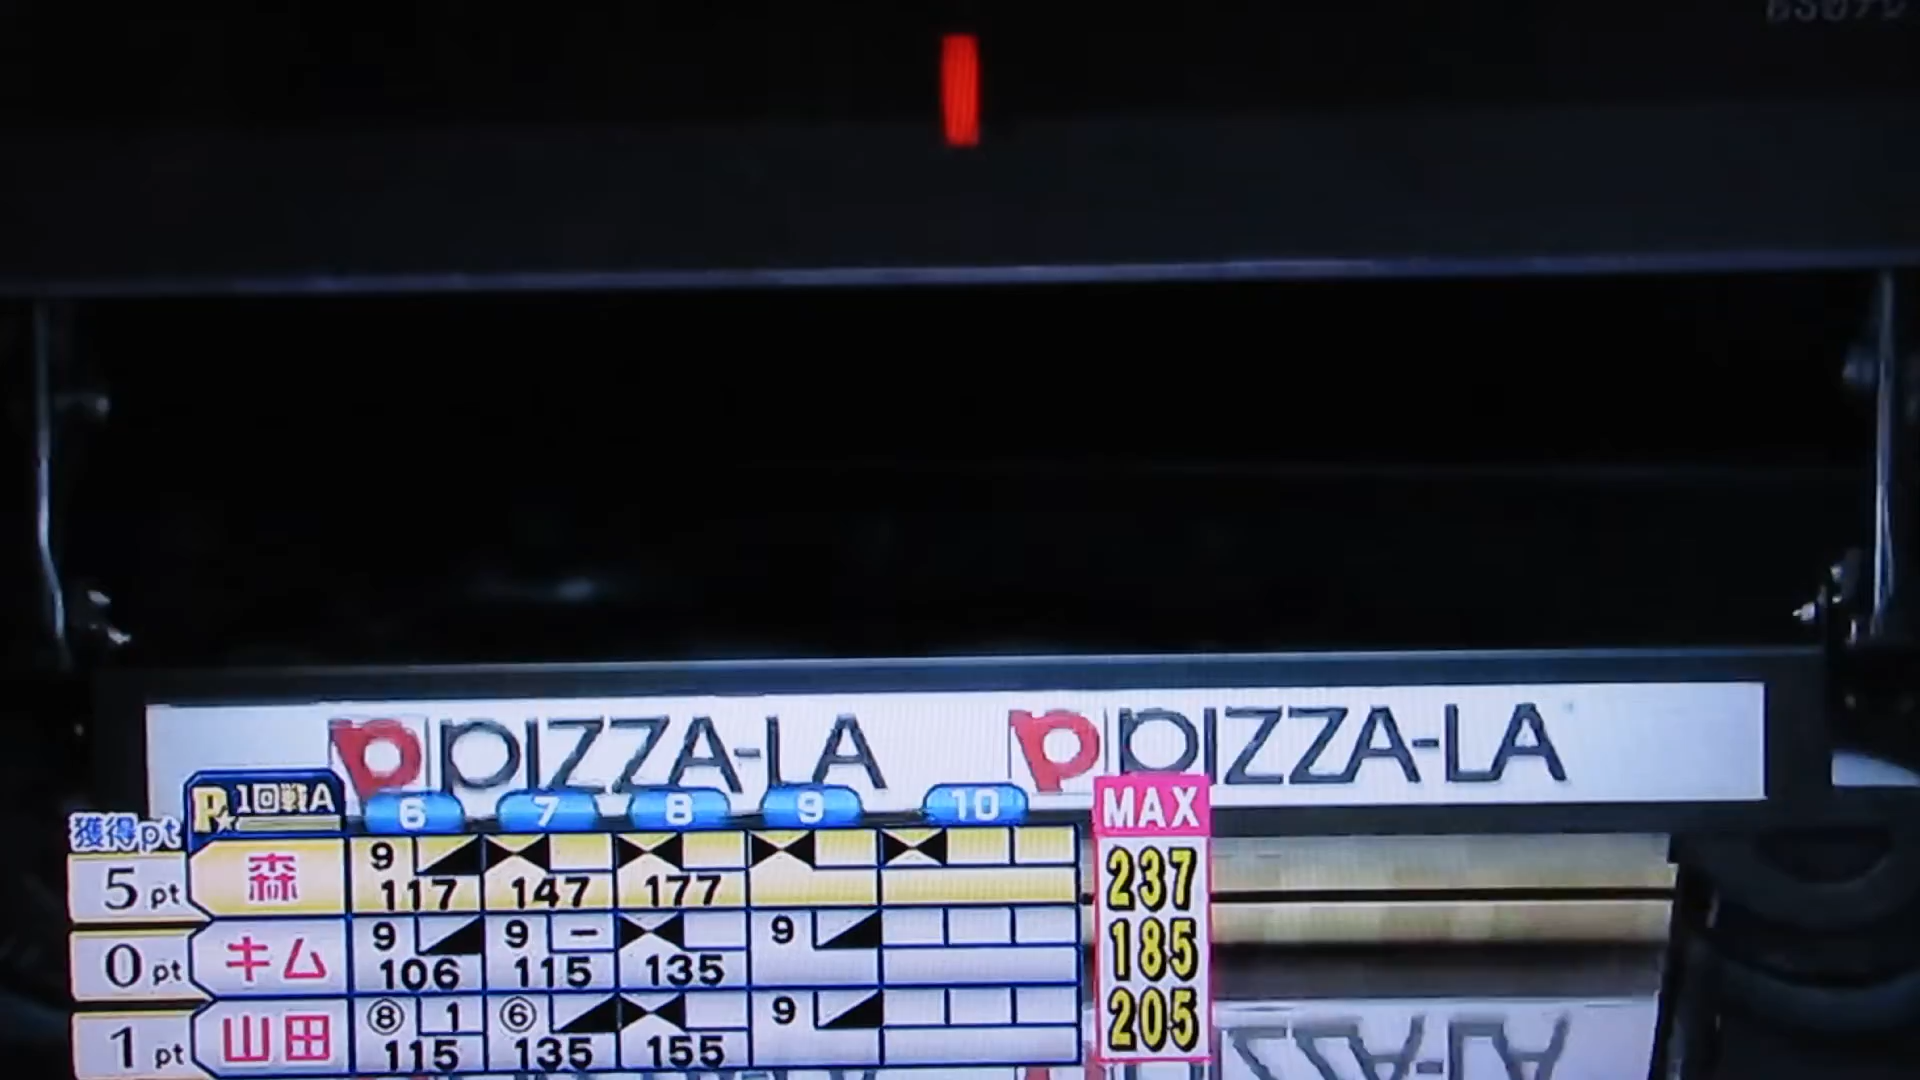 PIZZA-LA PIZZA-LA
P★ 1回戦A 6 7 8 9 10 MAX
獲得pt
5pt 森 9 117 147 177 237
0pt キム 9 9 - 9 106 115 135 185
1pt 山田 ⑧ 1 ⑥ 9 115 135 155 205